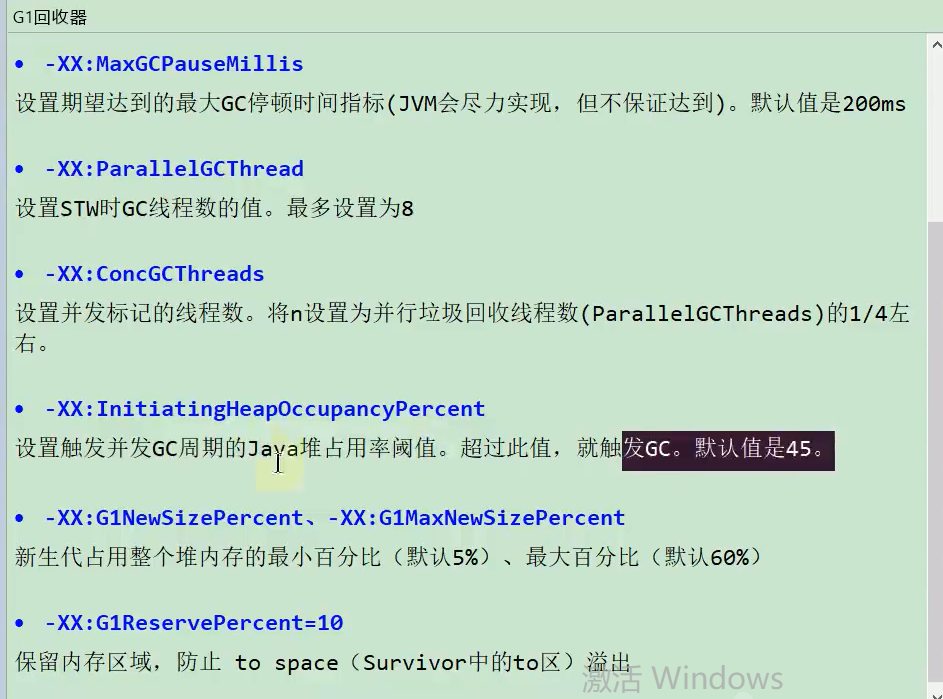 G1回收器
• -XX:MaxGCPauseMillis
设置期望达到的最大GC停顿时间指标(JVM会尽力实现，但不保证达到)。默认值是200ms
• -XX:ParallelGCThread
设置STW时GC线程数的值。最多设置为8
• -XX:ConcGCThreads
设置并发标记的线程数。将n设置为并行垃圾回收线程数(ParallelGCThreads)的1/4左
右。
• -XX:InitiatingHeapOccupancyPercent
设置触发并发GC周期的Java堆占用率阈值。超过此值，就触发GC。默认值是45。
• -XX:G1NewSizePercent、-XX:G1MaxNewSizePercent
新生代占用整个堆内存的最小百分比（默认5%）、最大百分比（默认60%）
• -XX:G1ReservePercent=10
保留内存区域，防止 to space（Survivor中的to区）溢出
激活 Windows